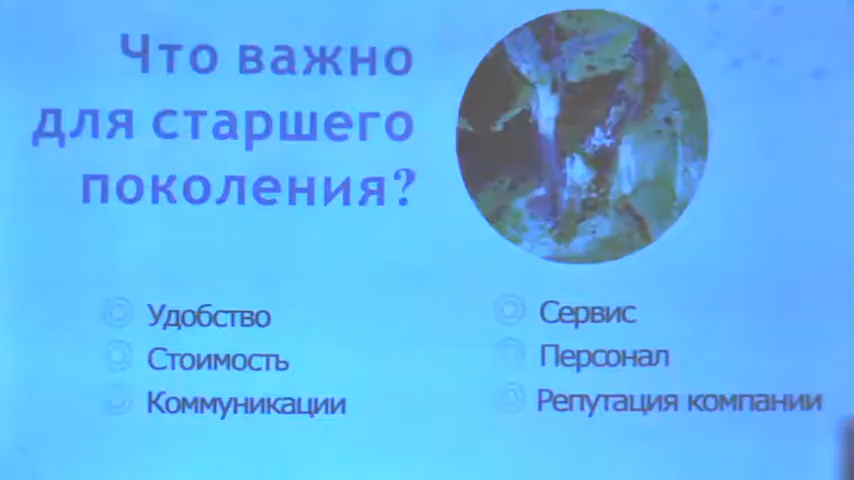 Что важно
для старшего
поколения?
Удобство
Стоимость
Коммуникации
Сервис
Персонал
Репутация компании